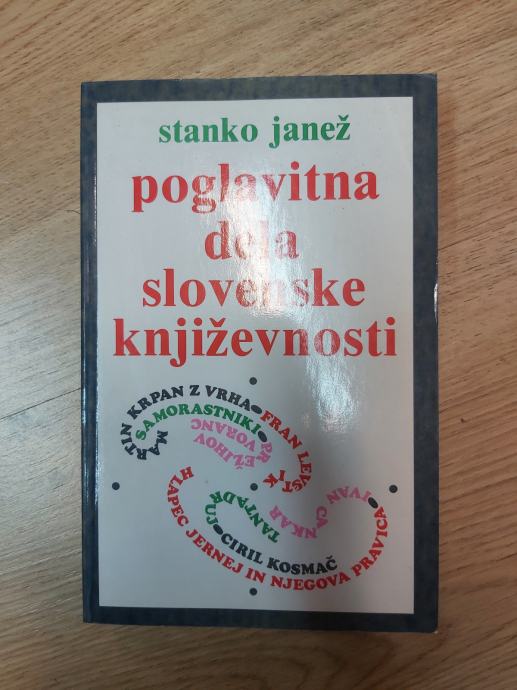 stanko janež
poglavitna
dela
slovenske
književnosti
MARTIN KRPAN Z VRHA•FRAN LEVSTIK
SAMORASTNIKI•PREŽIHOV VORANC
HLAPEC JERNEJ IN NJEGOVA PRAVICA•IVAN CANKAR
TANTADRUJ•CIRIL KOSMAČ